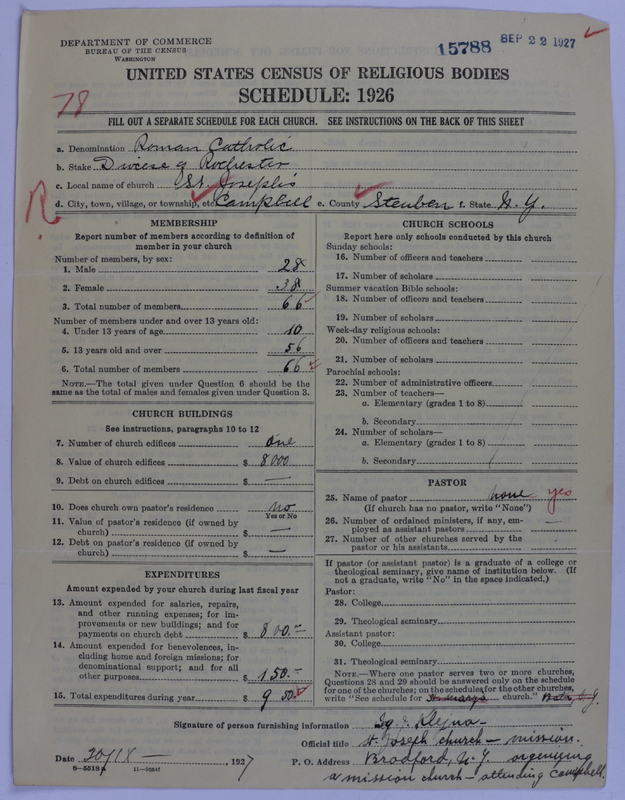 DEPARTMENT OF COMMERCE
BUREAU OF THE CENSUS
WASHINGTON
15788 SEP 22 1927
UNITED STATES CENSUS OF RELIGIOUS BODIES
SCHEDULE: 1926
78
FILL OUT A SEPARATE SCHEDULE FOR EACH CHURCH. SEE INSTRUCTIONS ON THE BACK OF THIS SHEET
a. Denomination Roman Catholic
b. Stake Diocese of Rochester
c. Local name of church St. Joseph's
R
d. City, town, village, or township, etc. Campbell e. County Steuben f. State N. Y.
MEMBERSHIP
Report number of members according to definition of
member in your church
Number of members, by sex:
1. Male 28
2. Female 38
3. Total number of members 66
Number of members under and over 13 years old:
4. Under 13 years of age 10
5. 13 years old and over 56
6. Total number of members 66
NOTE.—The total given under Question 6 should be the
same as the total of males and females given under Question 3.
CHURCH BUILDINGS
See instructions, paragraphs 10 to 12
7. Number of church edifices one
8. Value of church edifices $ 8000
9. Debt on church edifices $ —
10. Does church own pastor's residence no
Yes or No
11. Value of pastor's residence (if owned by
church) $ —
12. Debt on pastor's residence (if owned by
church) $ —
EXPENDITURES
Amount expended by your church during last fiscal year
13. Amount expended for salaries, repairs,
and other running expenses; for im-
provements or new buildings; and for
payments on church debt $ 800.—
14. Amount expended for benevolences, in-
cluding home and foreign missions; for
denominational support; and for all
other purposes $ 150.—
15. Total expenditures during year $ 950.—
CHURCH SCHOOLS
Report here only schools conducted by this church
Sunday schools:
16. Number of officers and teachers
17. Number of scholars
Summer vacation Bible schools:
18. Number of officers and teachers
19. Number of scholars
Week-day religious schools:
20. Number of officers and teachers
21. Number of scholars
Parochial schools:
22. Number of administrative officers
23. Number of teachers—
a. Elementary (grades 1 to 8)
b. Secondary
24. Number of scholars—
a. Elementary (grades 1 to 8)
b. Secondary
PASTOR
25. Name of pastor none yes
(If church has no pastor, write "None")
26. Number of ordained ministers, if any, em-
ployed as assistant pastors —
27. Number of other churches served by the
pastor or his assistants
If pastor (or assistant pastor) is a graduate of a college or
theological seminary, give name of institution below. (If
not a graduate, write "No" in the space indicated.)
Pastor:
28. College
29. Theological seminary
Assistant pastor:
30. College
31. Theological seminary
NOTE.—Where one pastor serves two or more churches,
Questions 28 and 29 should be answered only on the schedule
for one of the churches; on the schedules for the other churches,
write "See schedule for St. Mary's church."
Signature of person furnishing information
Official title St. Joseph church — mission.
Date 20/IX — , 1927 P. O. Address Bradford, N. Y. organizing
8—5518a 11—9084f
a mission church — attending Campbell.